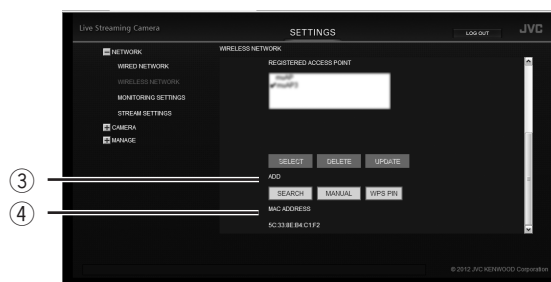 Live Streaming Camera
SETTINGS
LOG OUT
JVC
NETWORK
WIRED NETWORK
WIRELESS NETWORK
MONITORING SETTINGS
STREAM SETTINGS
CAMERA
MANAGE
WIRELESS NETWORK
REGISTERED ACCESS POINT
SELECT DELETE UPDATE
3
ADD
SEARCH MANUAL WPS PIN
4
MAC ADDRESS
5C:33:8E:B4:C1:F2
© 2012 JVC KENWOOD Corporation